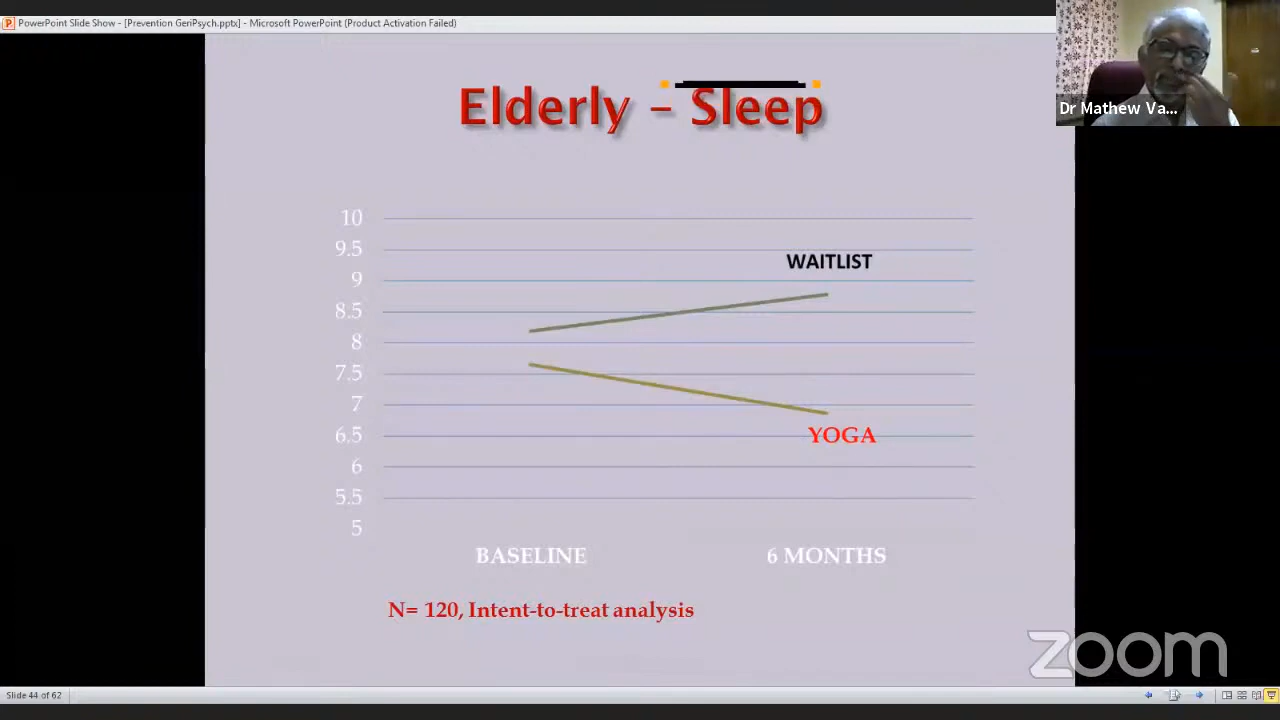 PowerPoint Slide Show - [Prevention GeriPsych.pptx] - Microsoft PowerPoint (Product Activation Failed)
Dr Mathew Va...
Elderly – Sleep
10
9.5
9
8.5
8
7.5
7
6.5
6
5.5
5
WAITLIST
YOGA
BASELINE
6 MONTHS
N= 120, Intent-to-treat analysis
zoom
Slide 44 of 62